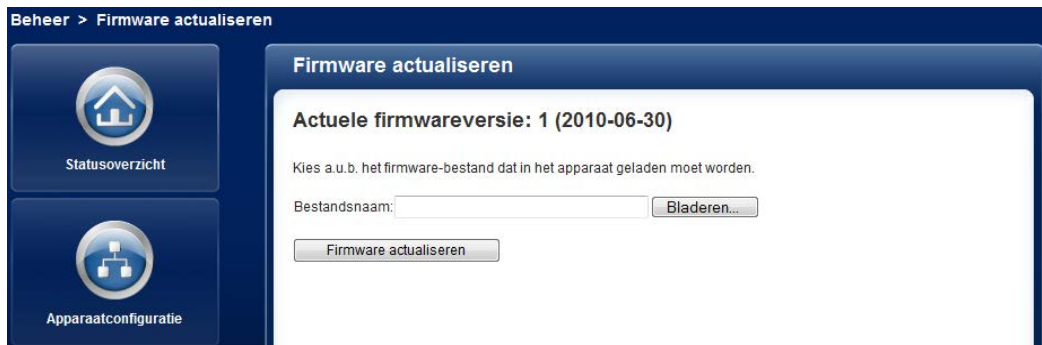 Beheer > Firmware actualiseren
Statusoverzicht
Apparaatconfiguratie
Firmware actualiseren
Actuele firmwareversie: 1 (2010-06-30)
Kies a.u.b. het firmware-bestand dat in het apparaat geladen moet worden.
Bestandsnaam: Bladeren...
Firmware actualiseren